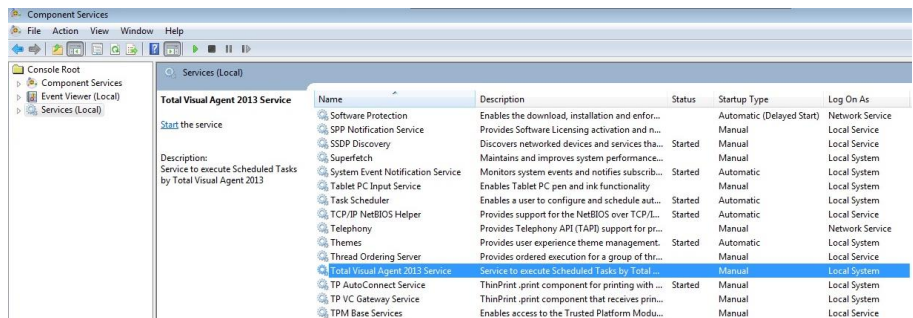 Component Services
File Action View Window Help
Console Root
Component Services
Event Viewer (Local)
Services (Local)
Services (Local)
Total Visual Agent 2013 Service
Start the service
Description:
Service to execute Scheduled Tasks
by Total Visual Agent 2013
Name Description Status Startup Type Log On As
Software Protection Enables the download, installation and enfor... Automatic (Delayed Start) Network Service
SPP Notification Service Provides Software Licensing activation and n... Manual Local Service
SSDP Discovery Discovers networked devices and services tha... Started Manual Local Service
Superfetch Maintains and improves system performance... Manual Local System
System Event Notification Service Monitors system events and notifies subscrib... Started Automatic Local System
Tablet PC Input Service Enables Tablet PC pen and ink functionality Manual Local System
Task Scheduler Enables a user to configure and schedule aut... Started Automatic Local System
TCP/IP NetBIOS Helper Provides support for the NetBIOS over TCP/I... Started Automatic Local Service
Telephony Provides Telephony API (TAPI) support for pr... Manual Network Service
Themes Provides user experience theme management. Started Automatic Local System
Thread Ordering Server Provides ordered execution for a group of thr... Manual Local Service
Total Visual Agent 2013 Service Service to execute Scheduled Tasks by Total ... Manual Local System
TP AutoConnect Service ThinPrint .print component for printing with ... Started Manual Local System
TP VC Gateway Service ThinPrint .print component that receives prin... Manual Local System
TPM Base Services Enables access to the Trusted Platform Modu... Manual Local Service